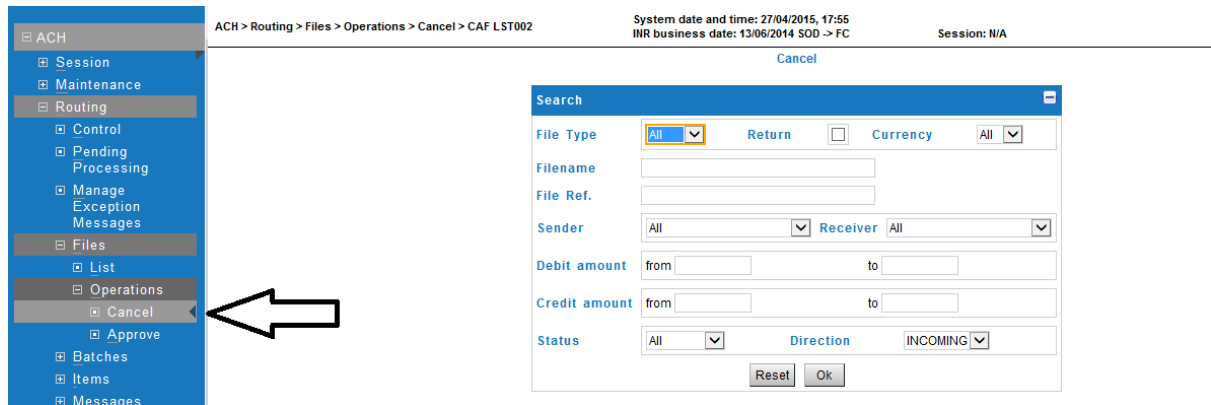 ACH
Session
Maintenance
Routing
Control
Pending
Processing
Manage
Exception
Messages
Files
List
Operations
Cancel
Approve
Batches
Items
Messages
ACH > Routing > Files > Operations > Cancel > CAF LST002
System date and time: 27/04/2015, 17:55
INR business date: 13/06/2014 SOD -> FC Session: N/A
Cancel
Search
File Type All Return Currency All
Filename
File Ref.
Sender All Receiver All
Debit amount from to
Credit amount from to
Status All Direction INCOMING
Reset Ok